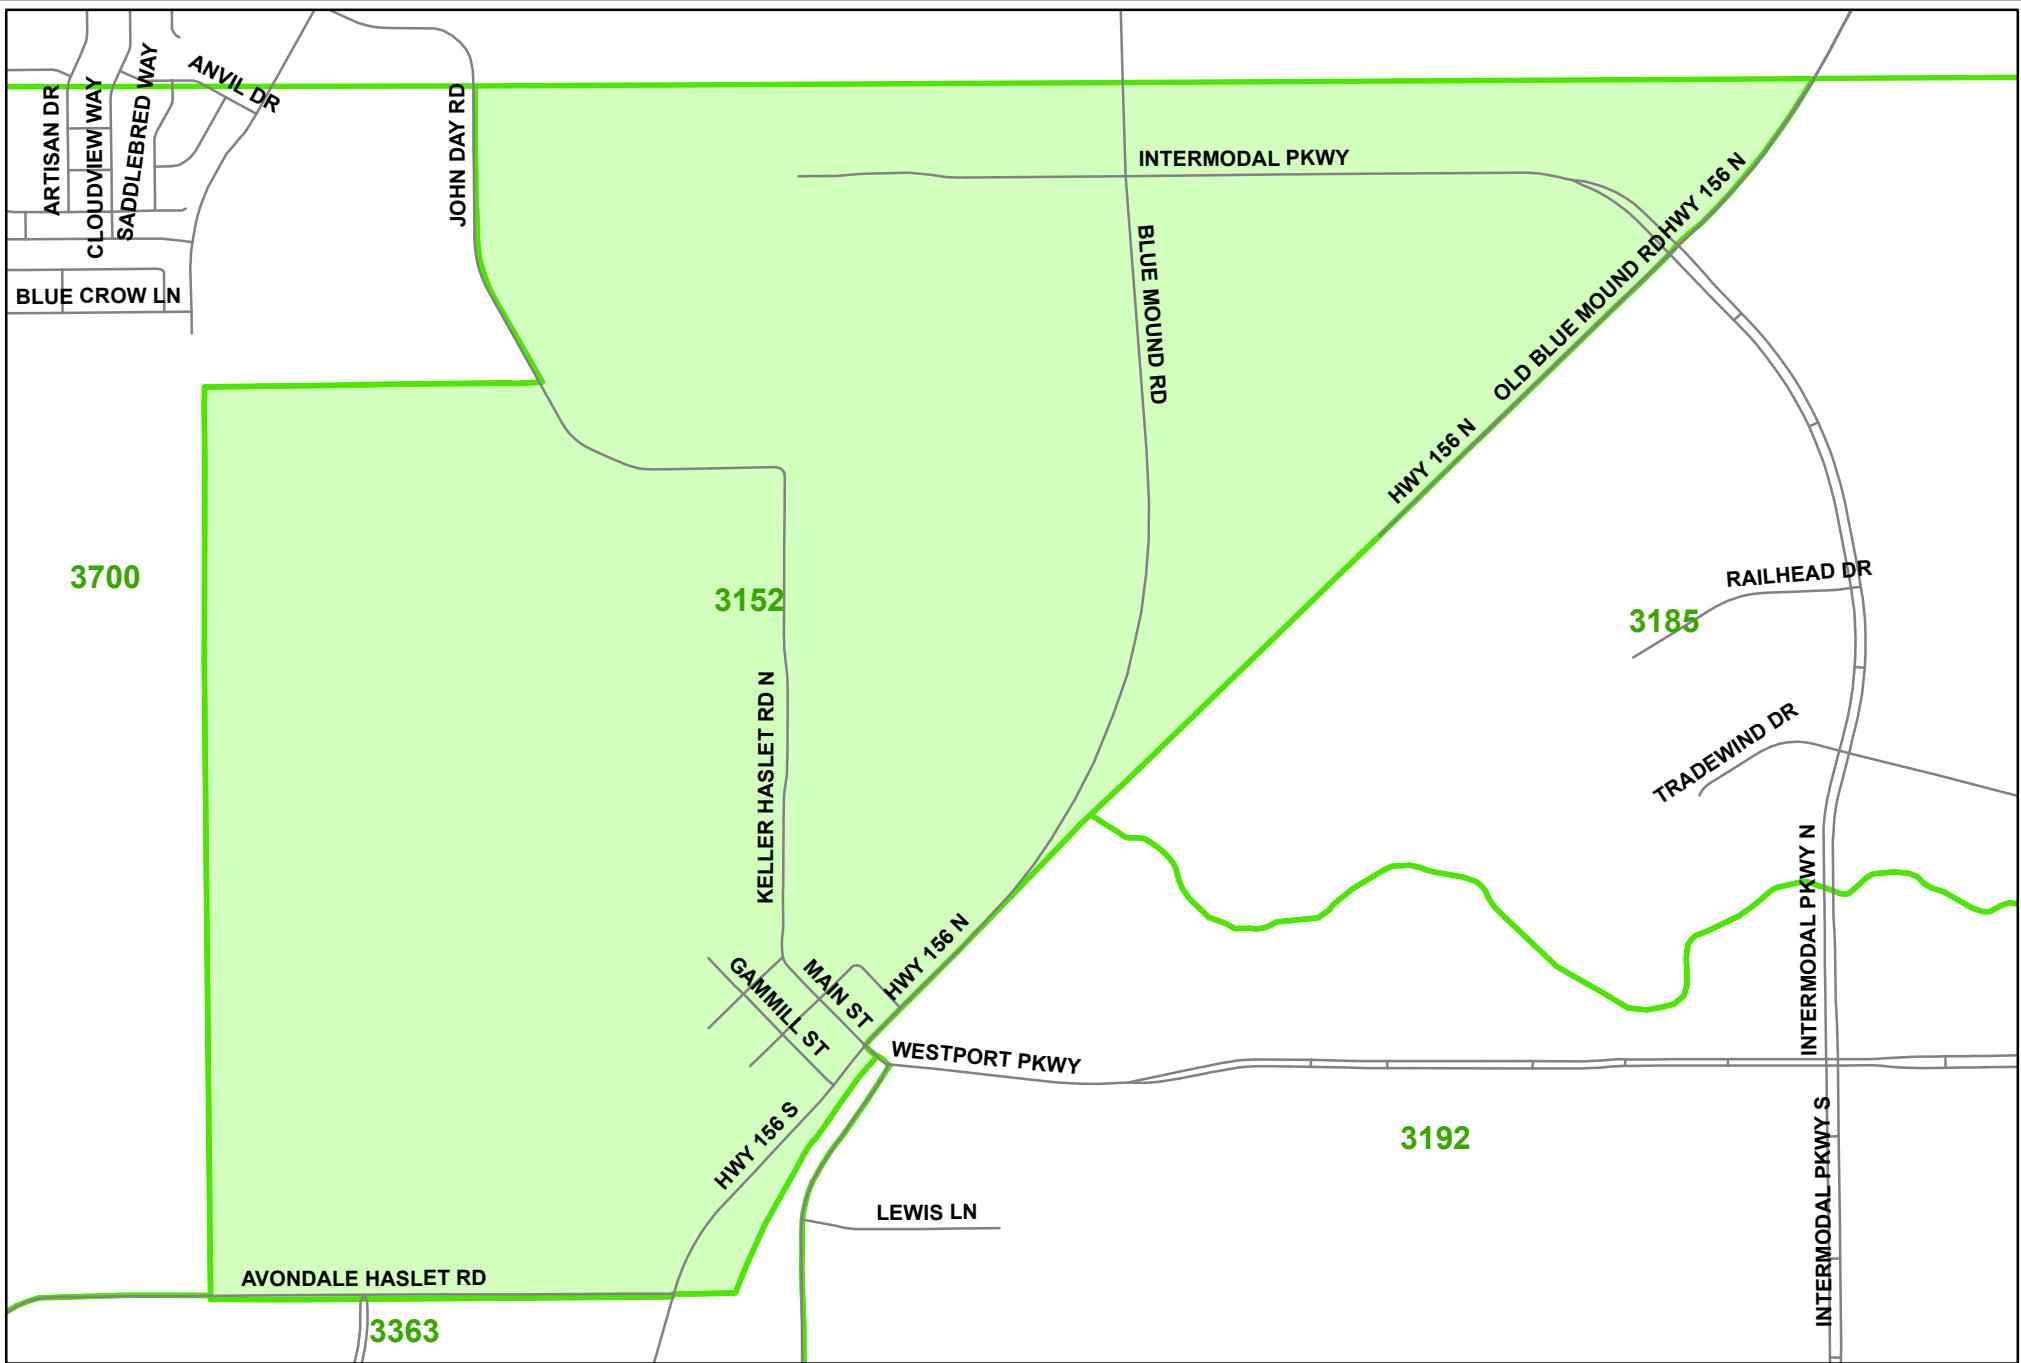 ANVIL DR
ARTISAN DR
CLOUDVIEW WAY
SADDLEBRED WAY
JOHN DAY RD
INTERMODAL PKWY
HWY 156 N
BLUE MOUND RD
OLD BLUE MOUND RD
BLUE CROW LN
HWY 156 N
3700
3152
RAILHEAD DR
3185
KELLER HASLET RD N
TRADEWIND DR
INTERMODAL PKWY N
HWY 156 N
GAMMILL ST
MAIN ST
WESTPORT PKWY
HWY 156 S
3192
INTERMODAL PKWY S
LEWIS LN
AVONDALE HASLET RD
3363